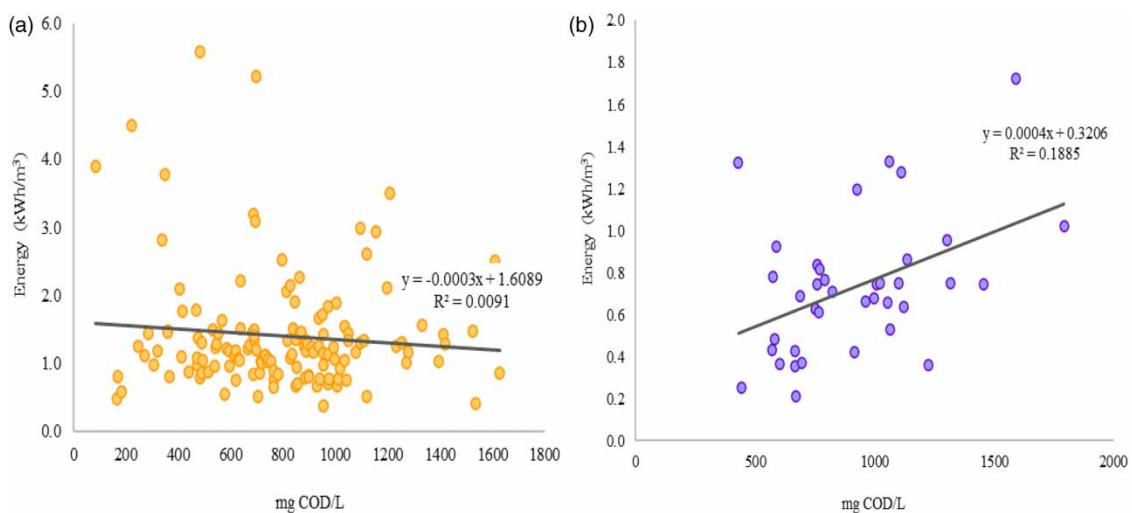 (a)
6.0
5.0
4.0
3.0
2.0
1.0
0.0
Energy (kWh/m³)
y = -0.0003x + 1.6089
R² = 0.0091
0 200 400 600 800 1000 1200 1400 1600 1800
mg COD/L
(b)
2.0
1.8
1.6
1.4
1.2
1.0
0.8
0.6
0.4
0.2
0.0
Energy (kWh/m³)
y = 0.0004x + 0.3206
R² = 0.1885
0 500 1000 1500 2000
mg COD/L